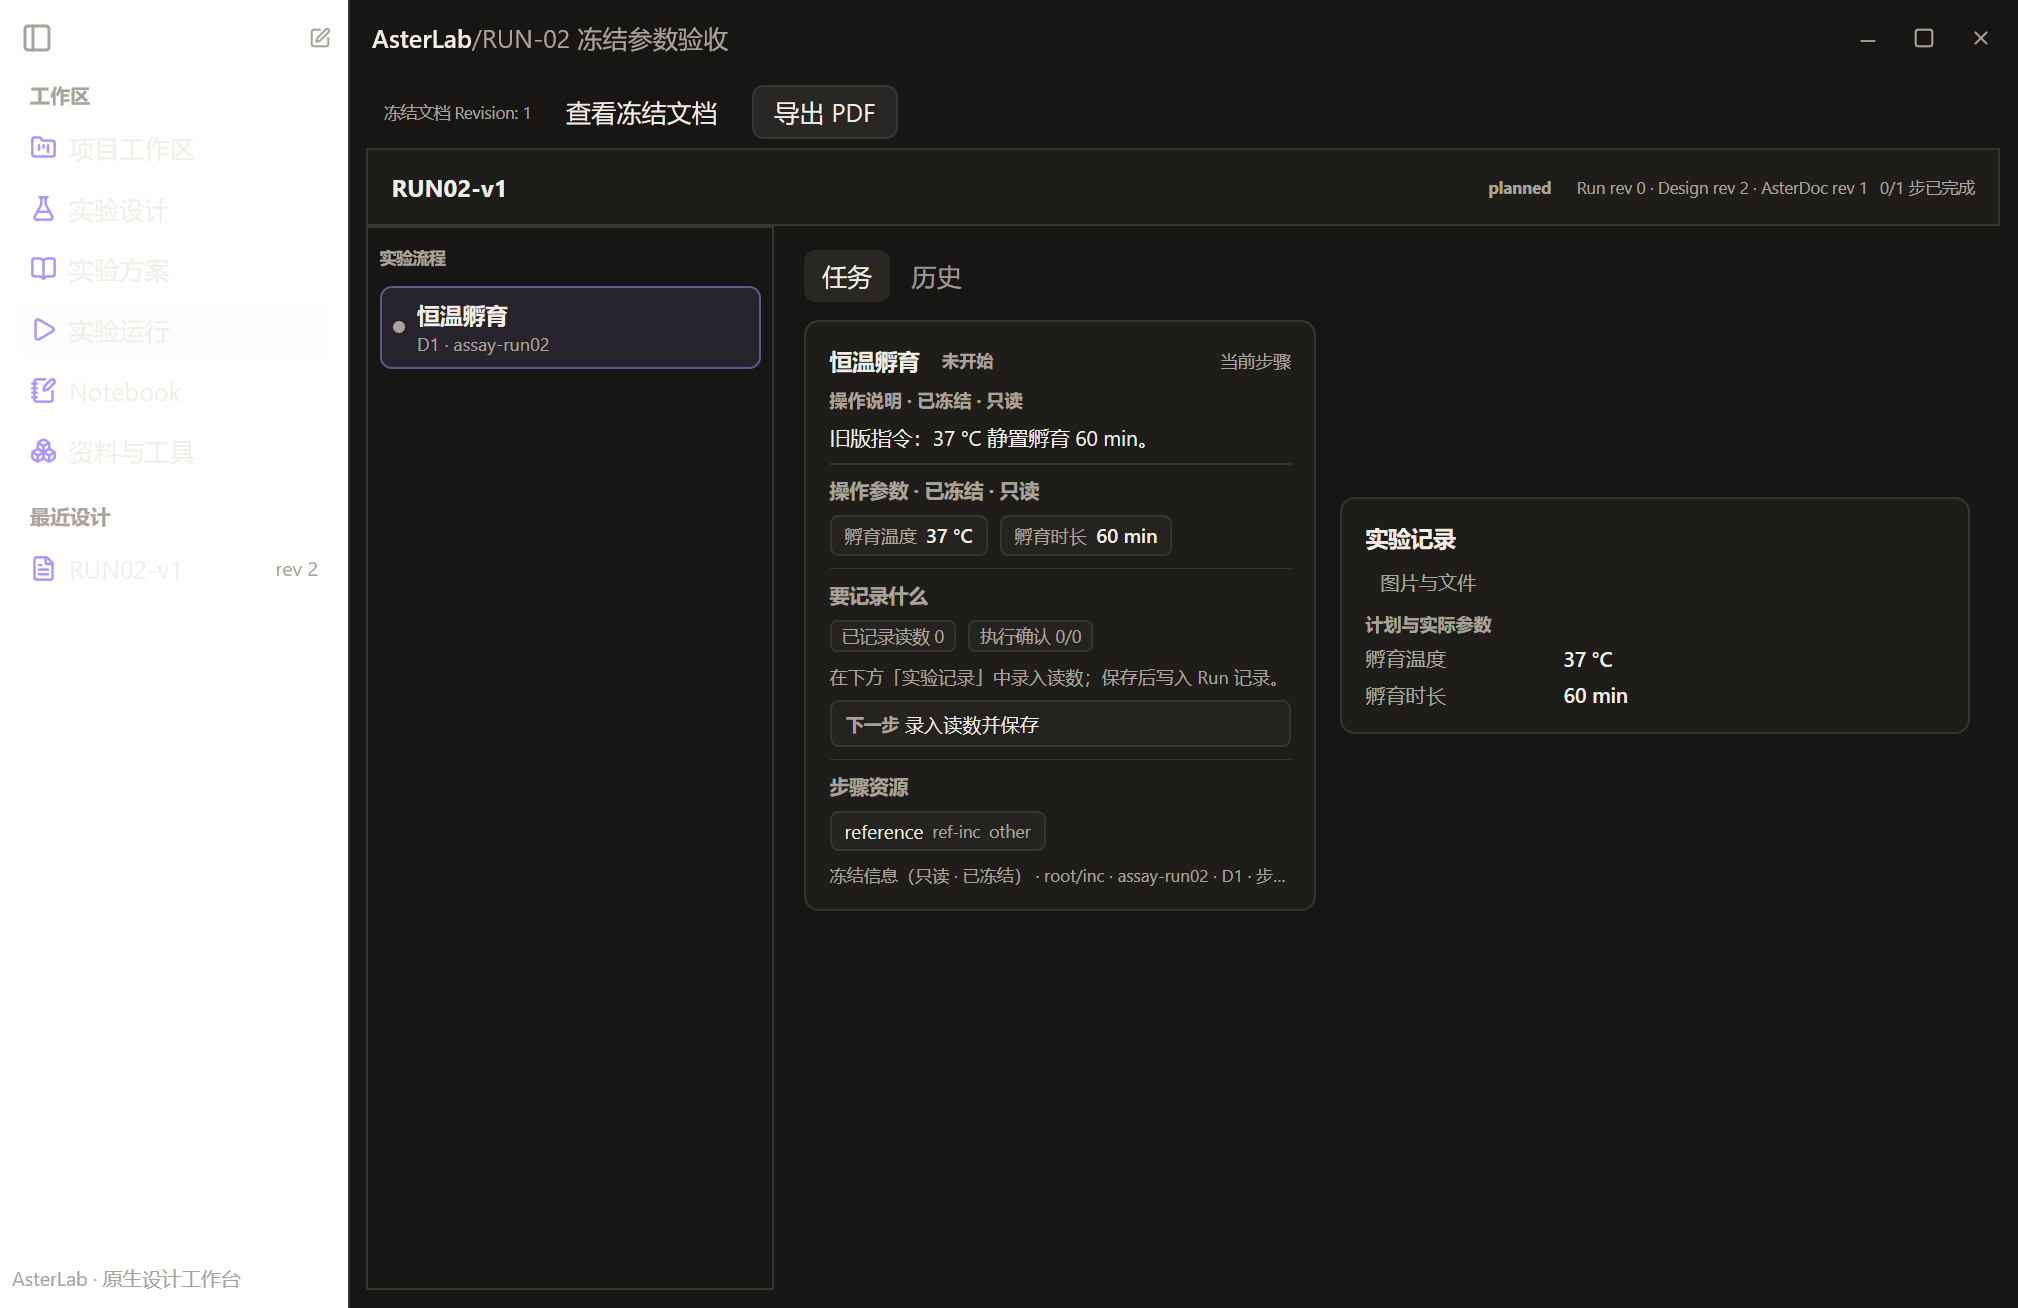 工作区
项目工作区
实验设计
实验方案
实验运行
Notebook
资料与工具
最近设计
RUN02-v1 rev 2
AsterLab · 原生设计工作台
AsterLab/RUN-02 冻结参数验收
冻结文档 Revision: 1 查看冻结文档 导出 PDF
RUN02-v1 planned Run rev 0 · Design rev 2 · AsterDoc rev 1 0/1 步已完成
实验流程
恒温孵育
D1 · assay-run02
任务 历史
恒温孵育 未开始 当前步骤
操作说明 · 已冻结 · 只读
旧版指令：37 °C 静置孵育 60 min。
操作参数 · 已冻结 · 只读
孵育温度 37 °C 孵育时长 60 min
要记录什么
已记录读数 0 执行确认 0/0
在下方「实验记录」中录入读数；保存后写入 Run 记录。
下一步 录入读数并保存
步骤资源
reference ref-inc other
冻结信息（只读 · 已冻结） · root/inc · assay-run02 · D1 · 步...
实验记录
图片与文件
计划与实际参数
孵育温度 37 °C
孵育时长 60 min